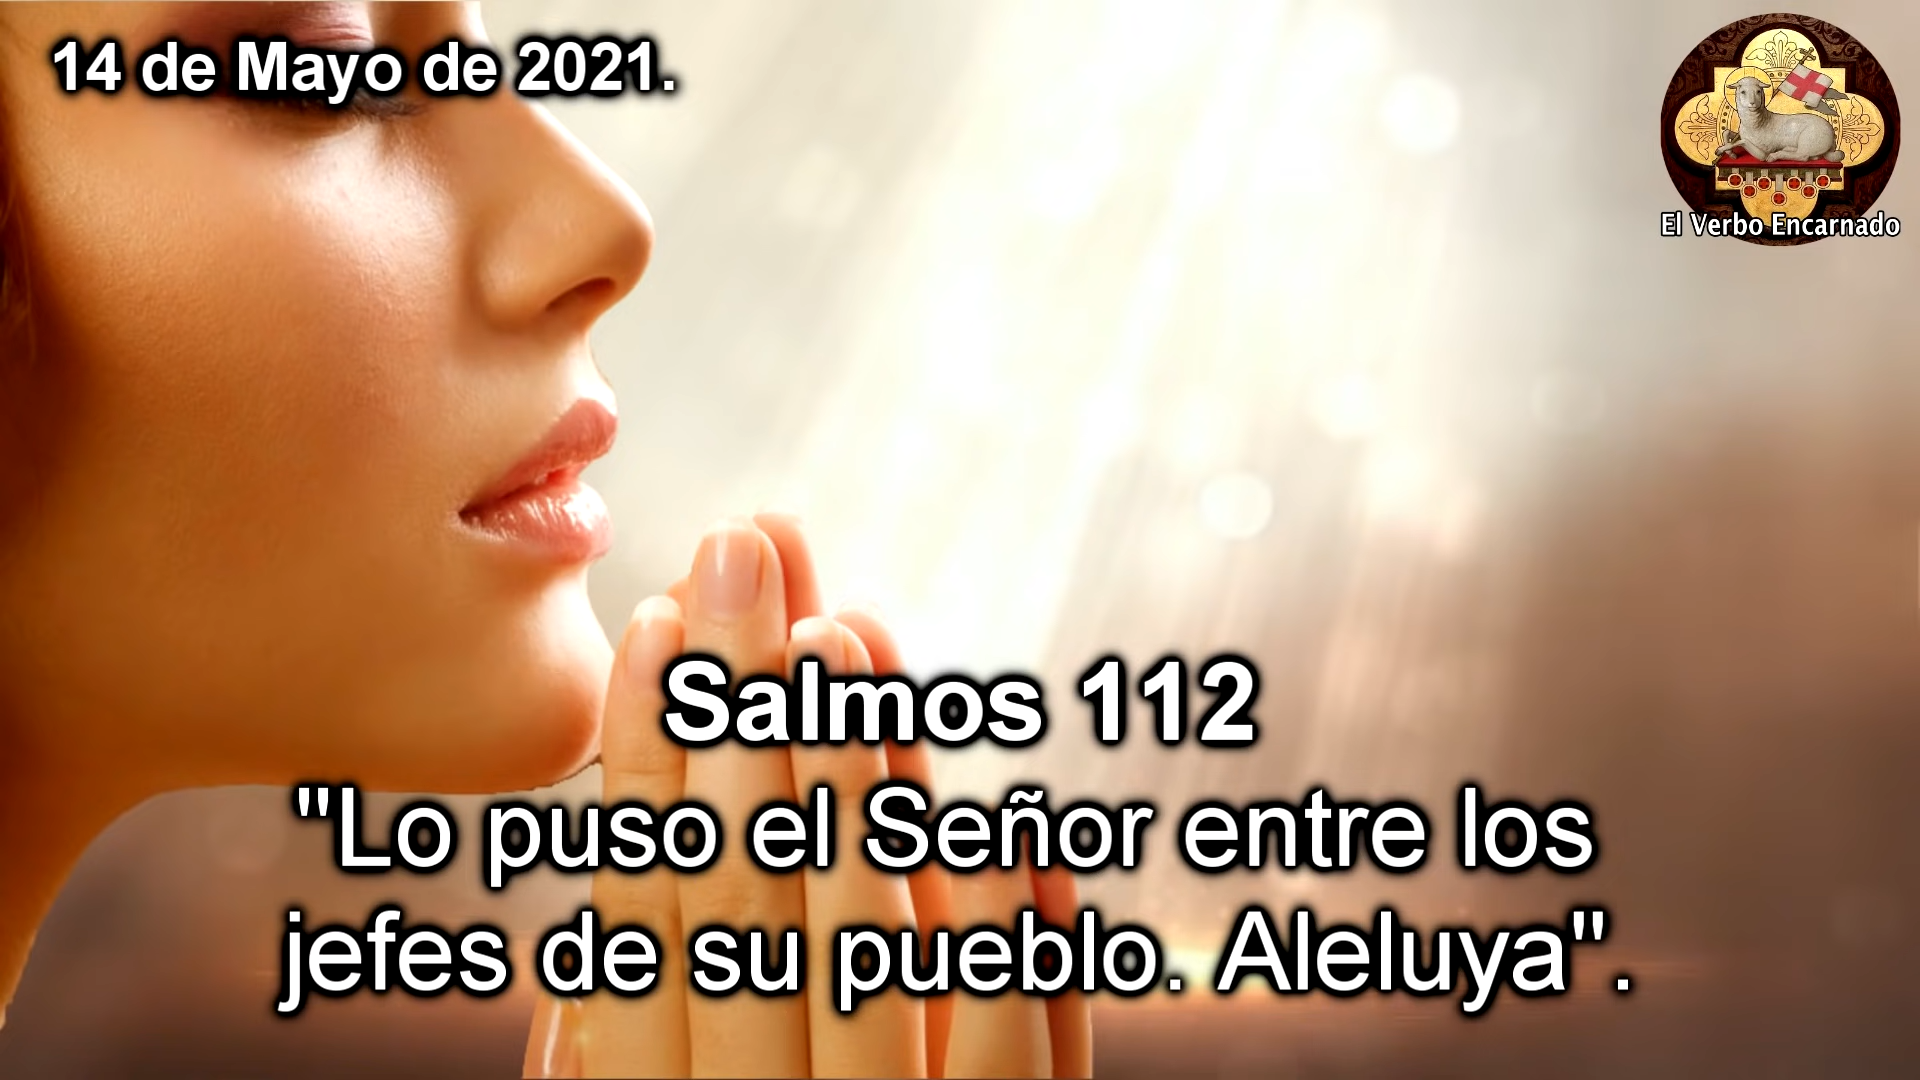 14 de Mayo de 2021.
El Verbo Encarnado
Salmos 112
"Lo puso el Señor entre los
jefes de su pueblo. Aleluya".